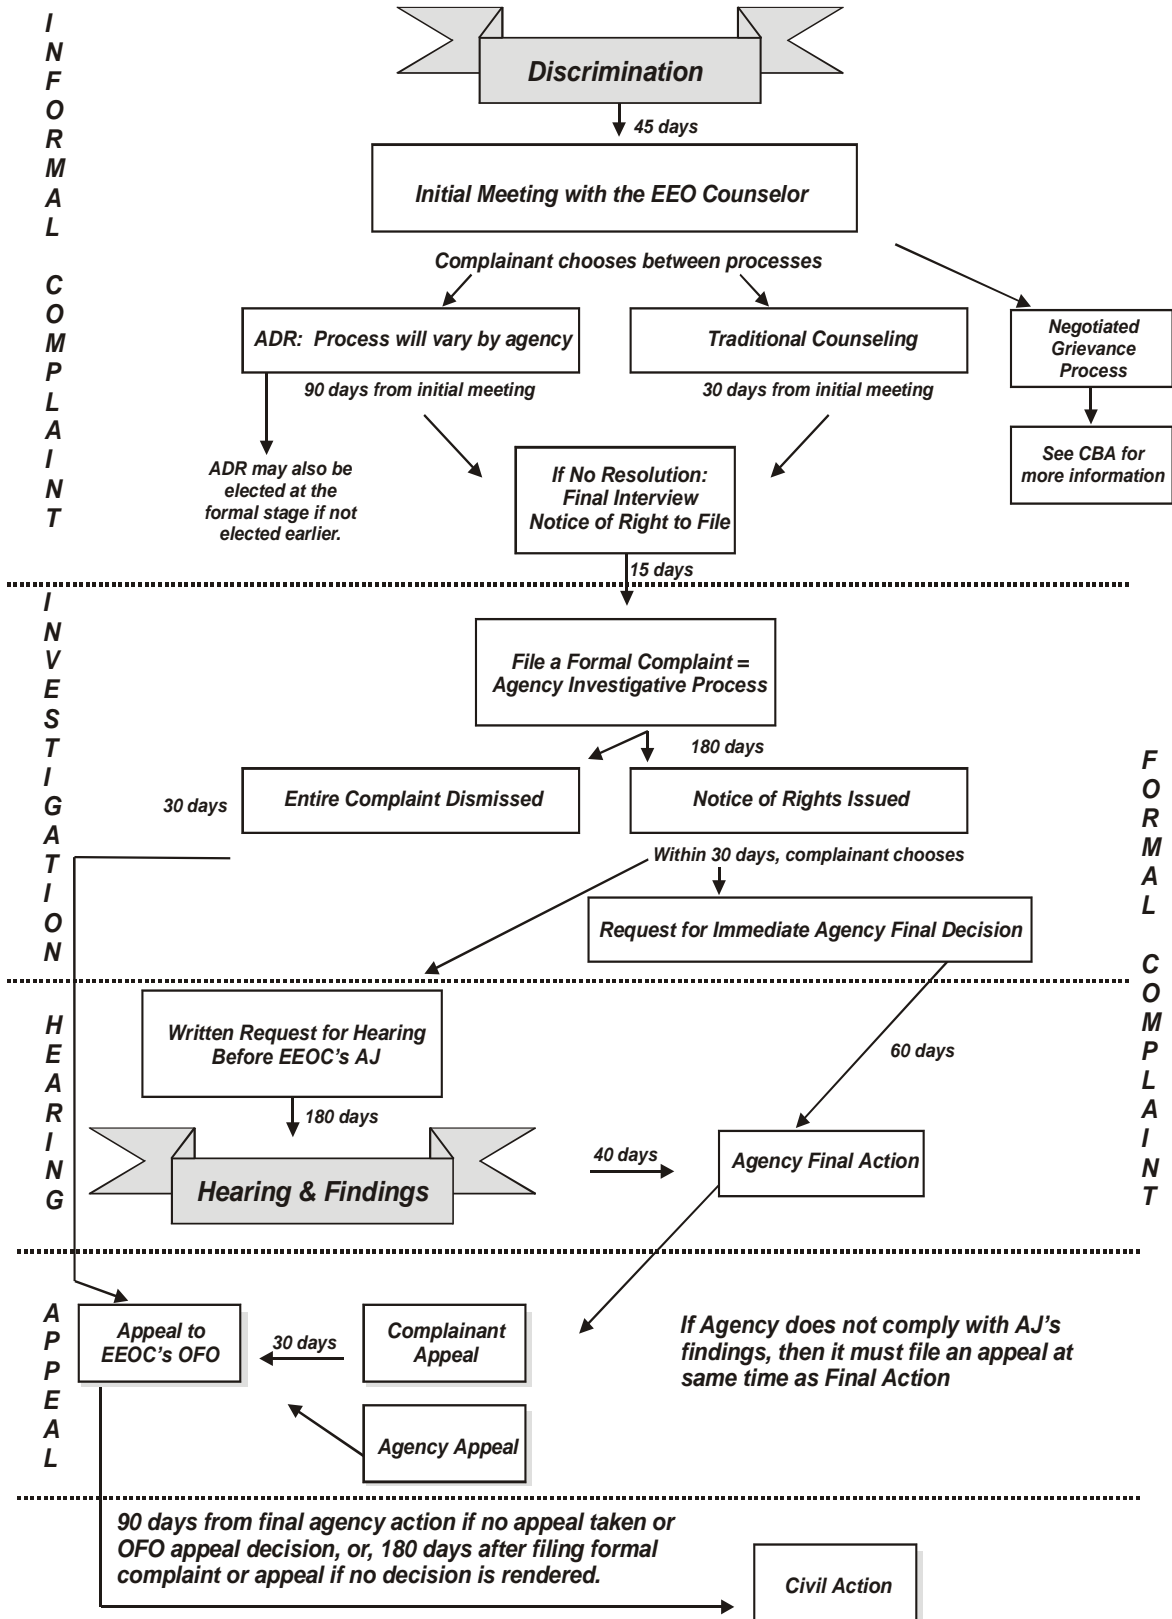 INFORMAL COMPLAINT
Discrimination
45 days
Initial Meeting with the EEO Counselor
Complainant chooses between processes
ADR: Process will vary by agency
Traditional Counseling
Negotiated
Grievance
Process
90 days from initial meeting
30 days from initial meeting
ADR may also be
elected at the
formal stage if not
elected earlier.
If No Resolution:
Final Interview
Notice of Right to File
See CBA for
more information
15 days
INVESTIGATION
File a Formal Complaint =
Agency Investigative Process
180 days
FORMAL COMPLAINT
30 days
Entire Complaint Dismissed
Notice of Rights Issued
Within 30 days, complainant chooses
Request for Immediate Agency Final Decision
HEARING
Written Request for Hearing
Before EEOC's AJ
60 days
180 days
Hearing & Findings
40 days
Agency Final Action
APPEAL
Appeal to
EEOC's OFO
30 days
Complainant
Appeal
If Agency does not comply with AJ's
findings, then it must file an appeal at
same time as Final Action
Agency Appeal
90 days from final agency action if no appeal taken or
OFO appeal decision, or, 180 days after filing formal
complaint or appeal if no decision is rendered.
Civil Action